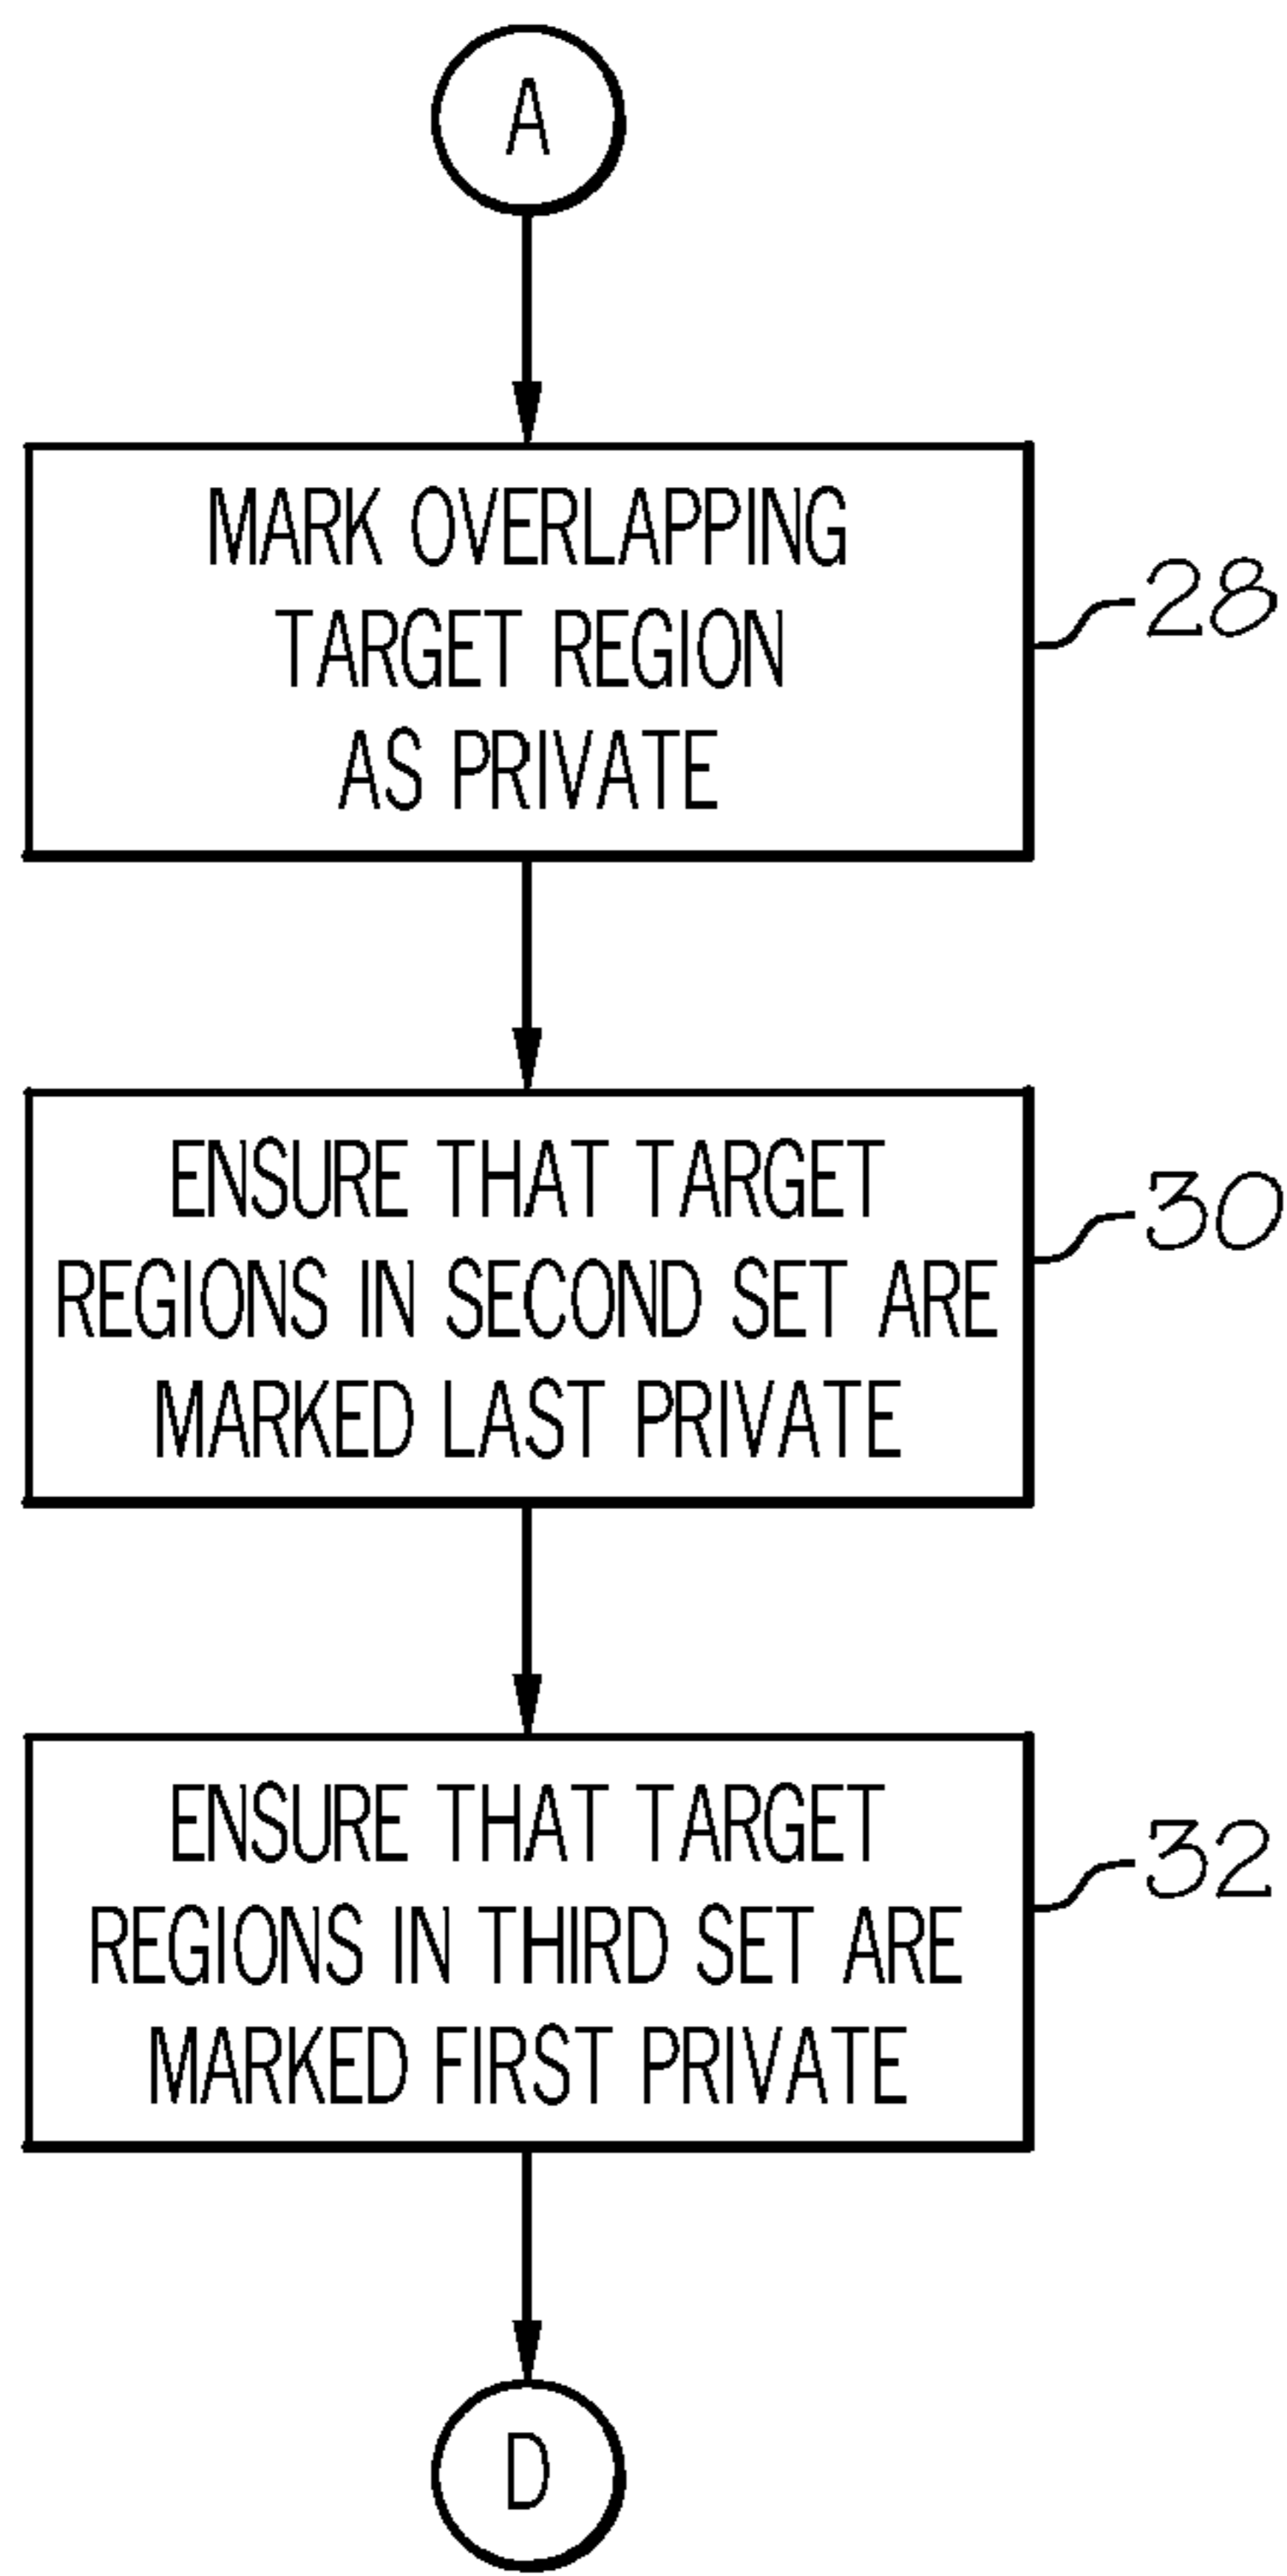 A
MARK OVERLAPPING
TARGET REGION
AS PRIVATE
28
ENSURE THAT TARGET
REGIONS IN SECOND SET ARE
MARKED LAST PRIVATE
30
ENSURE THAT TARGET
REGIONS IN THIRD SET ARE
MARKED FIRST PRIVATE
32
D